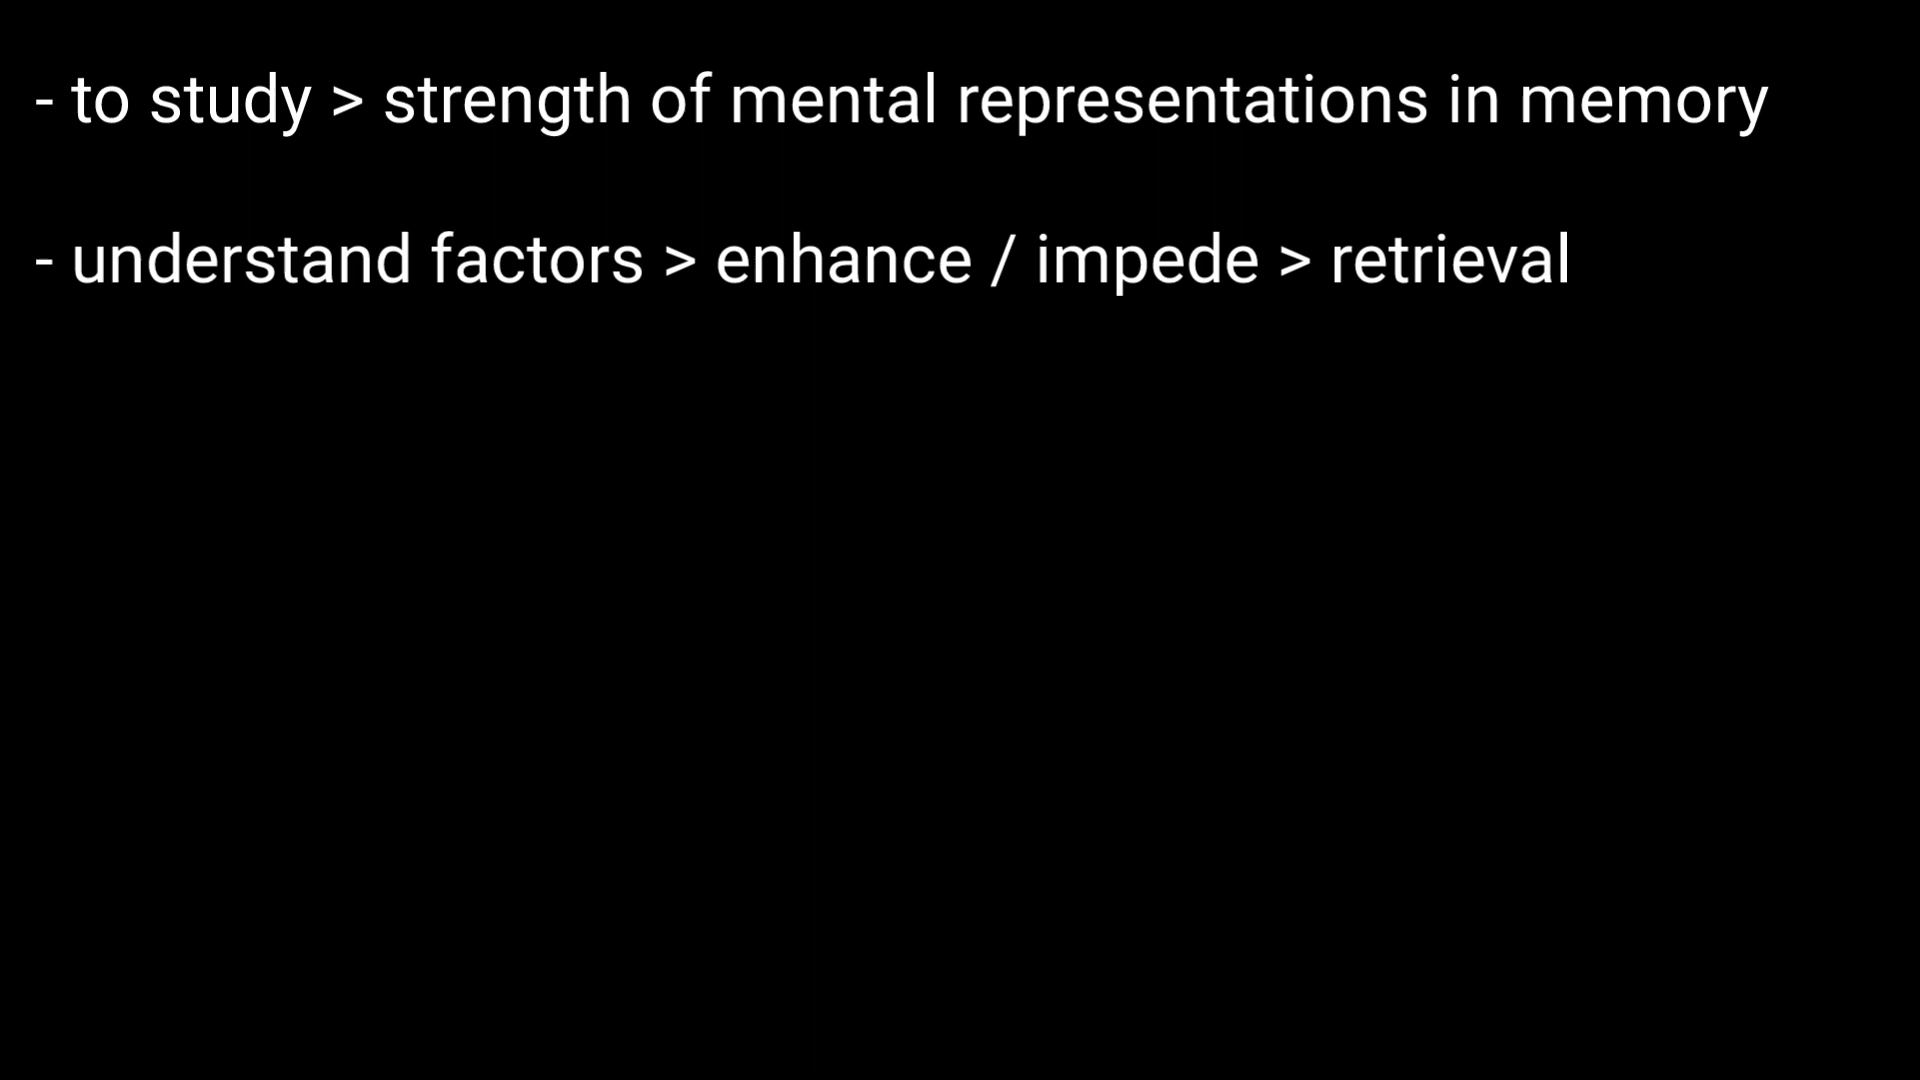 - to study > strength of mental representations in memory
- understand factors > enhance / impede > retrieval